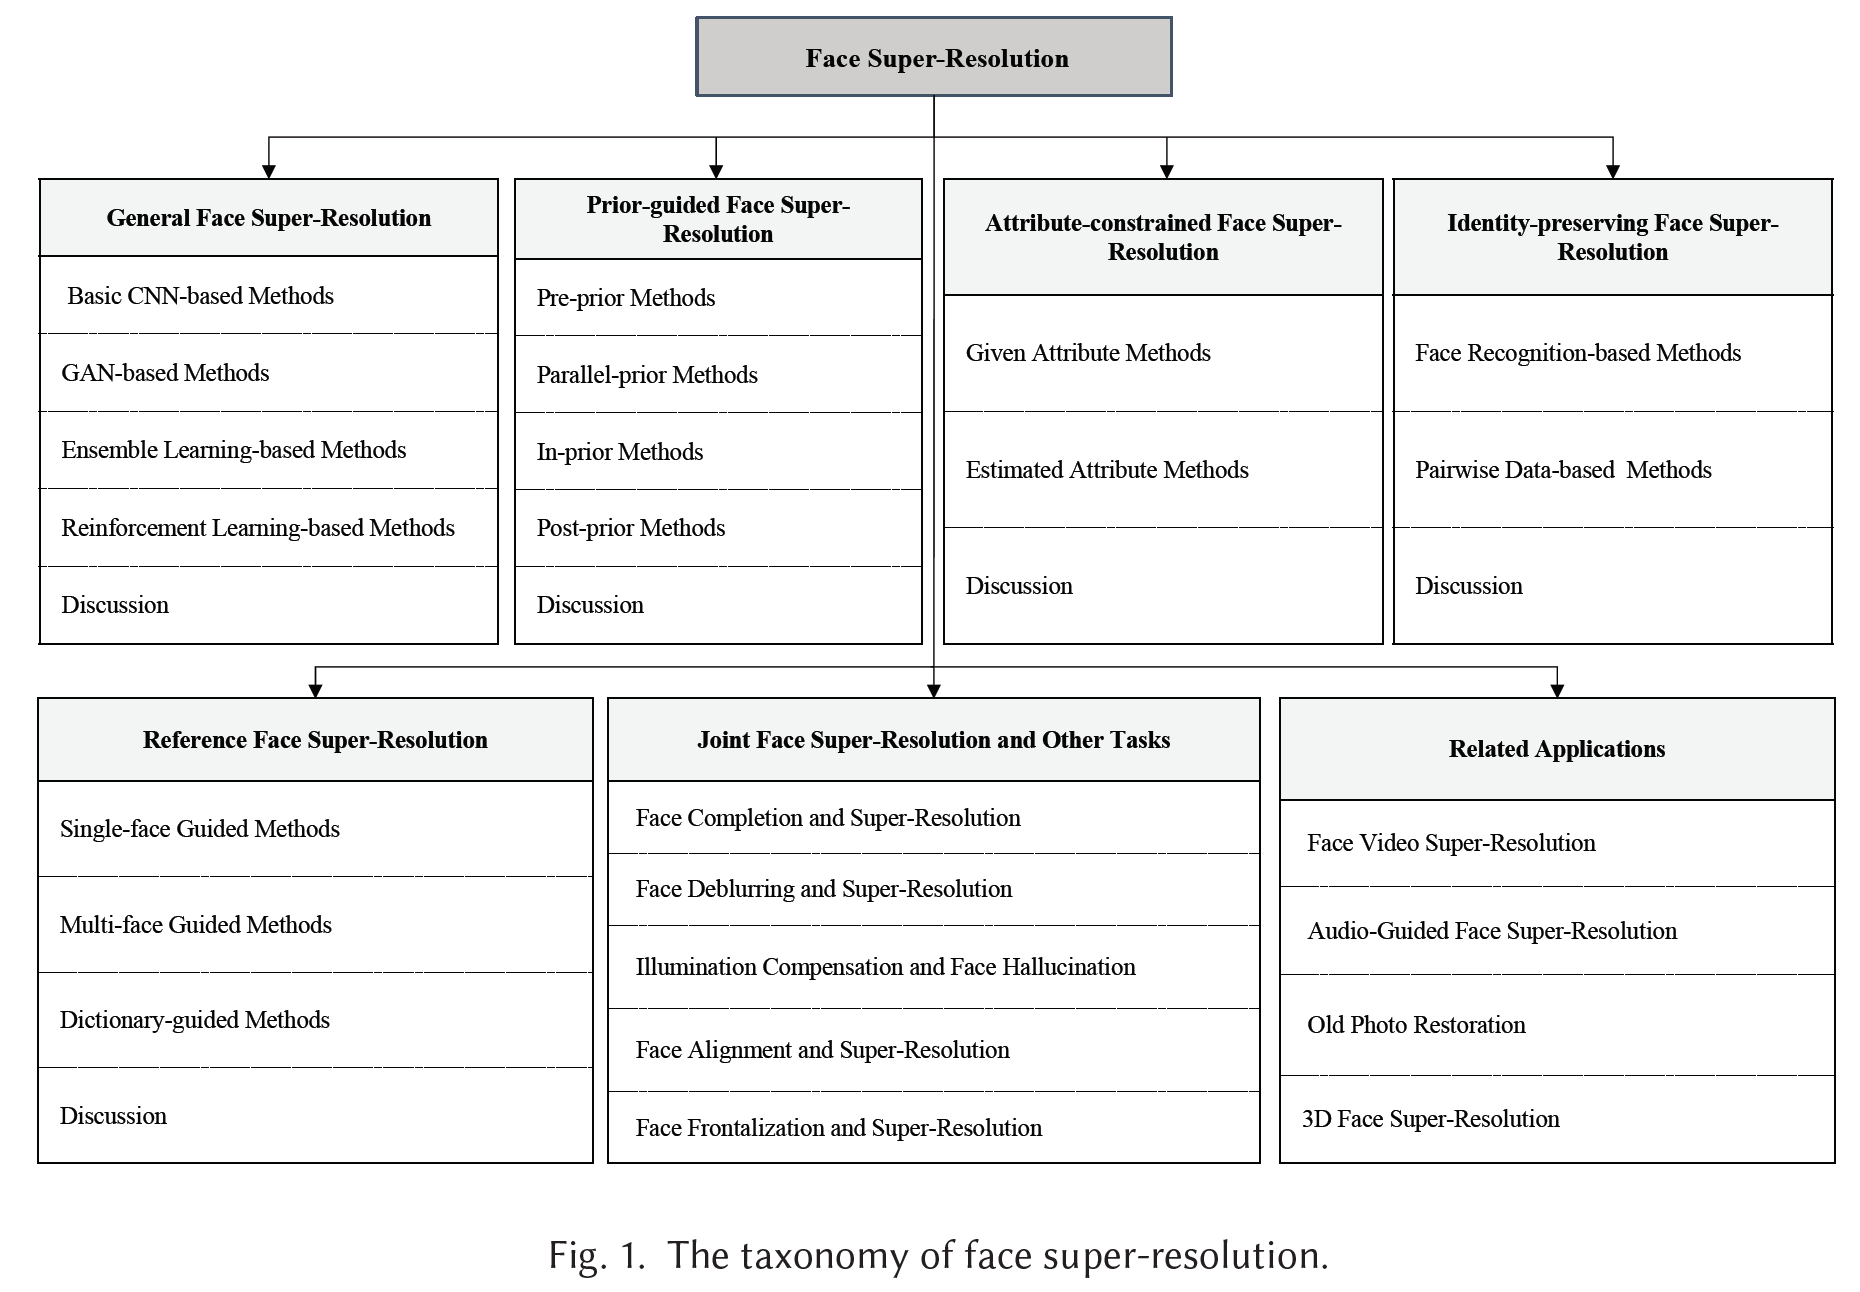 Face Super-Resolution
General Face Super-Resolution
Basic CNN-based Methods
GAN-based Methods
Ensemble Learning-based Methods
Reinforcement Learning-based Methods
Discussion
Prior-guided Face Super-
Resolution
Pre-prior Methods
Parallel-prior Methods
In-prior Methods
Post-prior Methods
Discussion
Attribute-constrained Face Super-
Resolution
Given Attribute Methods
Estimated Attribute Methods
Discussion
Identity-preserving Face Super-
Resolution
Face Recognition-based Methods
Pairwise Data-based  Methods
Discussion
Reference Face Super-Resolution
Single-face Guided Methods
Multi-face Guided Methods
Dictionary-guided Methods
Discussion
Joint Face Super-Resolution and Other Tasks
Face Completion and Super-Resolution
Face Deblurring and Super-Resolution
Illumination Compensation and Face Hallucination
Face Alignment and Super-Resolution
Face Frontalization and Super-Resolution
Related Applications
Face Video Super-Resolution
Audio-Guided Face Super-Resolution
Old Photo Restoration
3D Face Super-Resolution
Fig. 1.  The taxonomy of face super-resolution.